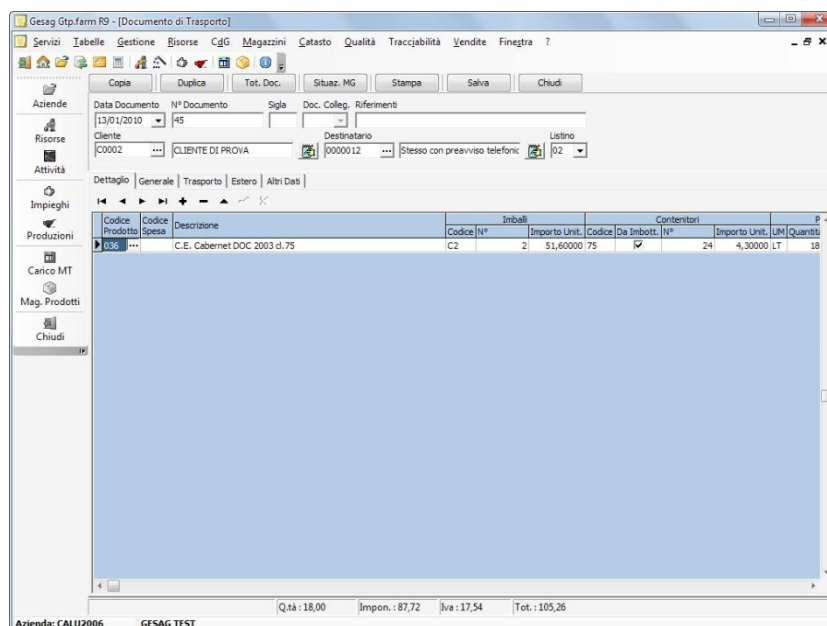 Gesag Gtp.farm R9 - [Documento di Trasporto]
Servizi Tabelle Gestione Risorse CdG Magazzini Catasto Qualità Tracciabilità Vendite Finestra ?
Copia Duplica Tot. Doc. Situaz. MG Stampa Salva Chiudi
Aziende
Risorse
Attività
Impieghi
Produzioni
Carico MT
Mag. Prodotti
Chiudi
Data Documento N° Documento Sigla Doc. Colleg. Riferimenti
13/01/2010 45
Cliente Destinatario Listino
C0002 ... CLIENTE DI PROVA 0000012 ... Stesso con preavviso telefonic 02
Dettaglio Generale Trasporto Estero Altri Dati
Imballi Contenitori P
Codice Prodotto Codice Spesa Descrizione Codice N° Importo Unit. Codice Da Imbott. N° Importo Unit. UM Quantità
036 ... C.E. Cabernet DOC 2003 cl.75 C2 2 51,60000 75 24 4,30000 LT 18
Q.tà : 18,00 Impon. : 87,72 Iva : 17,54 Tot. : 105,26
Azienda: CALU2006 GESAG TEST